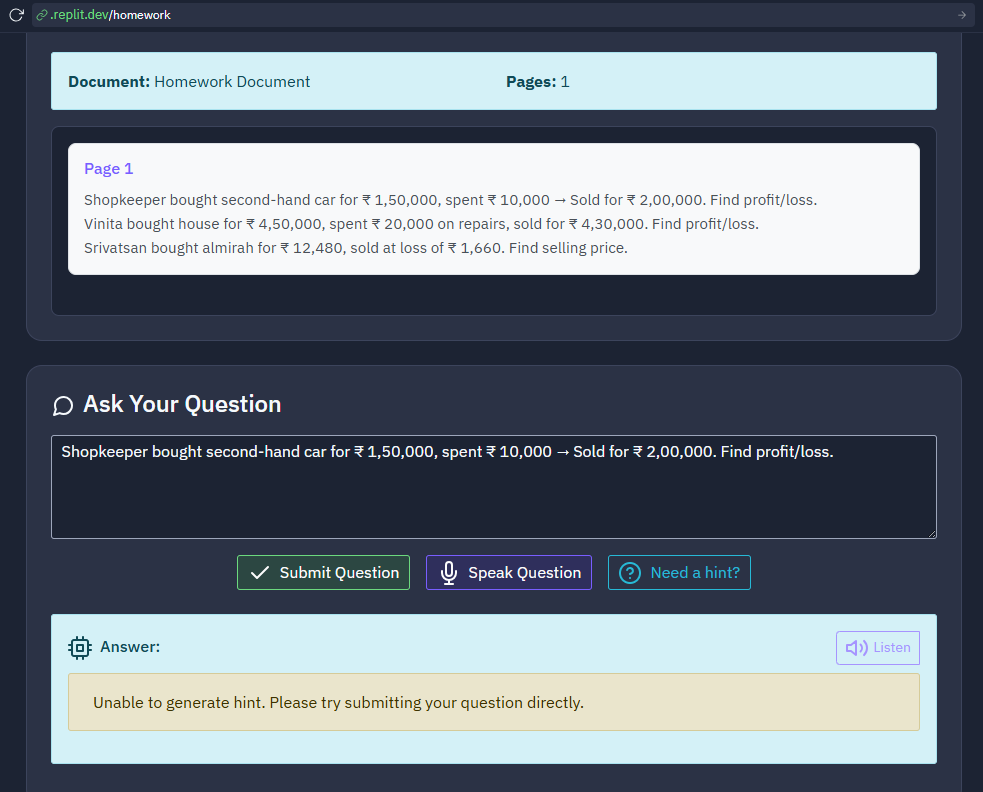 .replit.dev/homework
Document: Homework Document
Pages: 1
Page 1
Shopkeeper bought second-hand car for ₹ 1,50,000, spent ₹ 10,000 → Sold for ₹ 2,00,000. Find profit/loss.
Vinita bought house for ₹ 4,50,000, spent ₹ 20,000 on repairs, sold for ₹ 4,30,000. Find profit/loss.
Srivatsan bought almirah for ₹ 12,480, sold at loss of ₹ 1,660. Find selling price.
Ask Your Question
Shopkeeper bought second-hand car for ₹ 1,50,000, spent ₹ 10,000 → Sold for ₹ 2,00,000. Find profit/loss.
Submit Question
Speak Question
Need a hint?
Answer:
Listen
Unable to generate hint. Please try submitting your question directly.